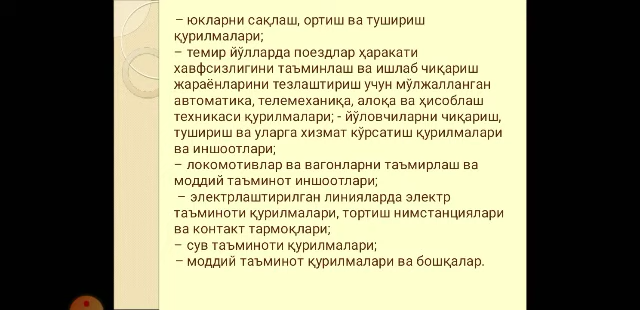 – юкларни сақлаш, ортиш ва тушириш
қурилмалари;
– темир йўлларда поездлар ҳаракати
хавфсизлигини таъминлаш ва ишлаб чиқариш
жараёнларини тезлаштириш учун мўлжалланган
автоматика, телемеханиқа, алоқа ва ҳисоблаш
техникаси қурилмалари; - йўловчиларни чиқариш,
тушириш ва уларга хизмат кўрсатиш қурилмалари
ва иншоотлари;
– локомотивлар ва вагонларни таъмирлаш ва
моддий таъминот иншоотлари;
– электрлаштирилган линияларда электр
таъминоти қурилмалари, тортиш нимстанциялари
ва контакт тармоқлари;
– сув таъминоти қурилмалари;
– моддий таъминот қурилмалари ва бошқалар.